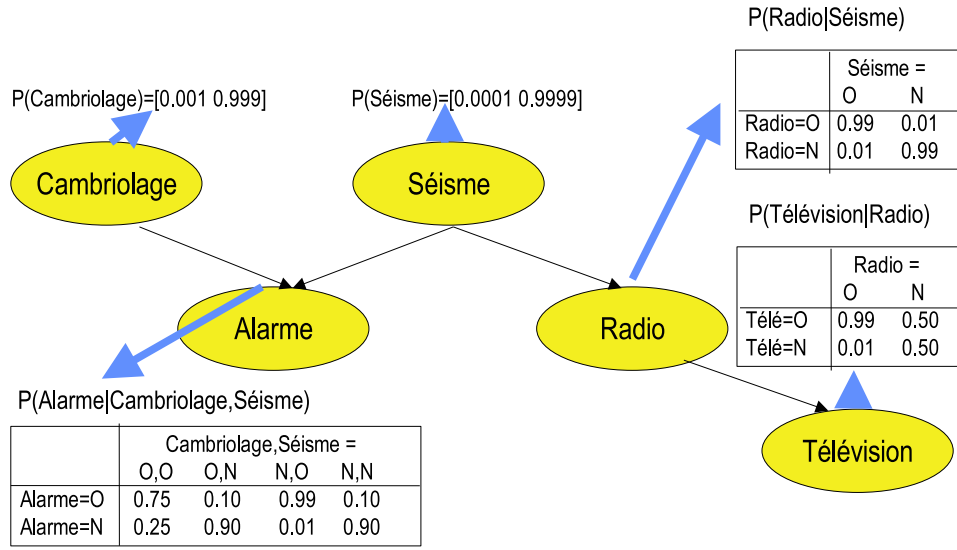 P(Radio|Séisme)
Séisme =
O N
Radio=O 0.99 0.01
Radio=N 0.01 0.99
P(Cambriolage)=[0.001 0.999]
P(Séisme)=[0.0001 0.9999]
Cambriolage
Séisme
P(Télévision|Radio)
Radio =
O N
Télé=O 0.99 0.50
Télé=N 0.01 0.50
Alarme
Radio
P(Alarme|Cambriolage,Séisme)
Cambriolage,Séisme =
O,O O,N N,O N,N
Alarme=O 0.75 0.10 0.99 0.10
Alarme=N 0.25 0.90 0.01 0.90
Télévision